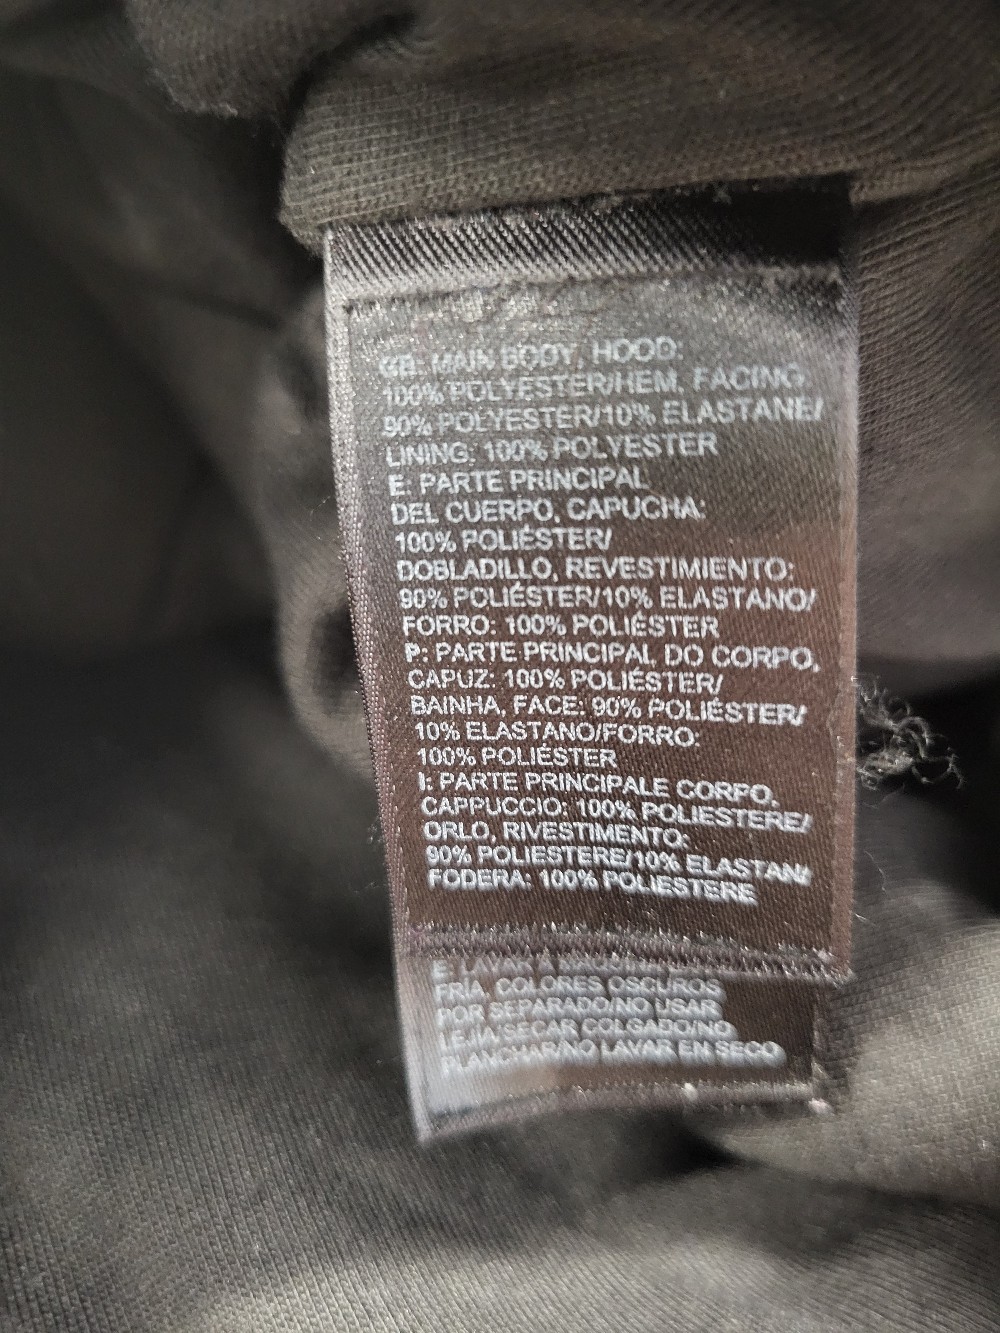 GB: MAIN BODY, HOOD:
100% POLYESTER/HEM, FACING:
90% POLYESTER/10% ELASTANE/
LINING: 100% POLYESTER
E: PARTE PRINCIPAL
DEL CUERPO, CAPUCHA:
100% POLIÉSTER/
DOBLADILLO, REVESTIMIENTO:
90% POLIÉSTER/10% ELASTANO/
FORRO: 100% POLIÉSTER
P: PARTE PRINCIPAL DO CORPO,
CAPUZ: 100% POLIÉSTER/
BAINHA, FACE: 90% POLIÉSTER/
10% ELASTANO/FORRO:
100% POLIÉSTER
I: PARTE PRINCIPALE CORPO,
CAPPUCCIO: 100% POLIESTERE/
ORLO, RIVESTIMENTO:
90% POLIESTERE/10% ELASTAN/
FODERA: 100% POLIESTERE
E: LAVAR A
FRÍA, COLORES OSCUROS
POR SEPARADO/NO USAR
LEJÍA/SECAR COLGADO/NO
PLANCHAR/NO LAVAR EN SECO